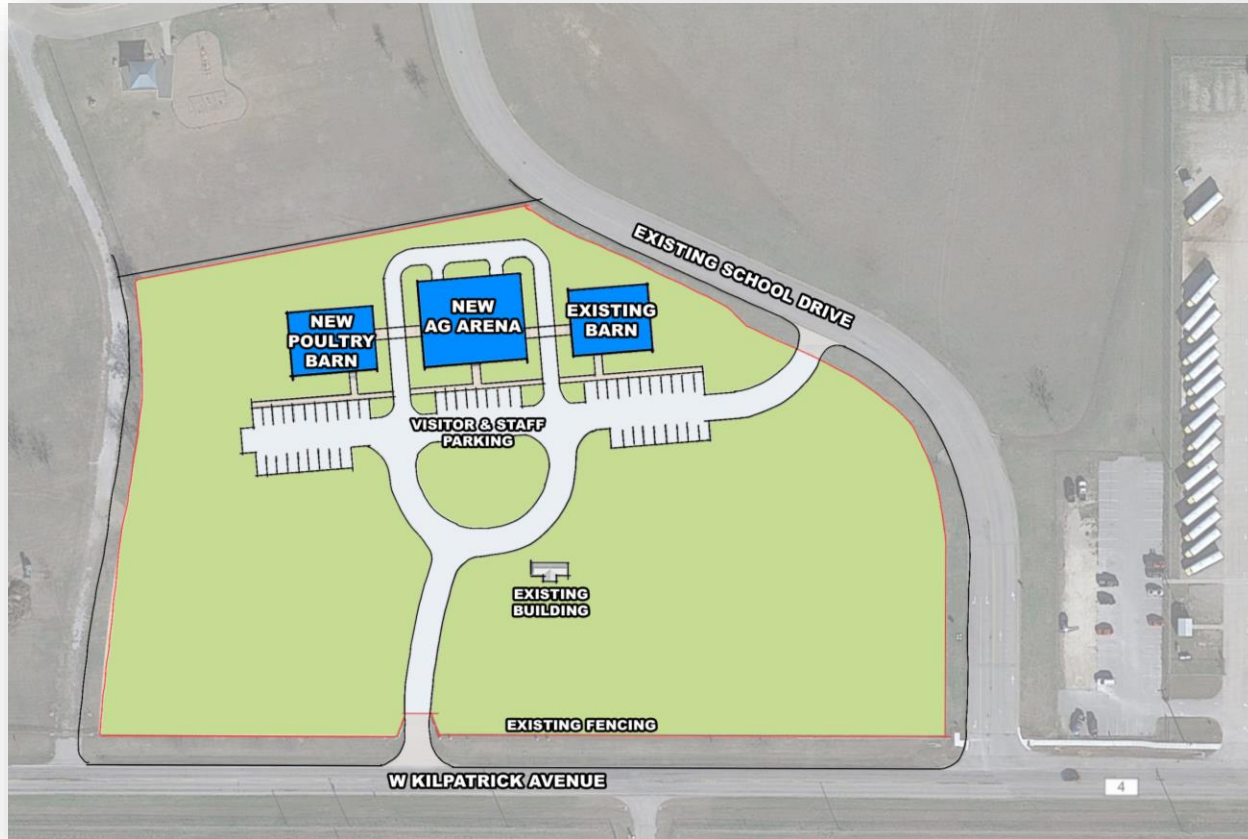 EXISTING SCHOOL DRIVE
NEW
POULTRY
BARN
NEW
AG ARENA
EXISTING
BARN
VISITOR & STAFF
PARKING
EXISTING
BUILDING
EXISTING FENCING
W KILPATRICK AVENUE
4